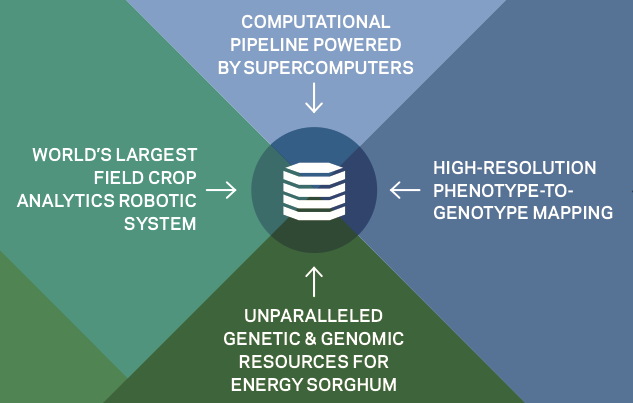 COMPUTATIONAL
PIPELINE POWERED
BY SUPERCOMPUTERS
WORLD'S LARGEST
FIELD CROP
ANALYTICS ROBOTIC
SYSTEM
HIGH-RESOLUTION
PHENOTYPE-TO-
GENOTYPE MAPPING
UNPARALLELED
GENETIC & GENOMIC
RESOURCES FOR
ENERGY SORGHUM